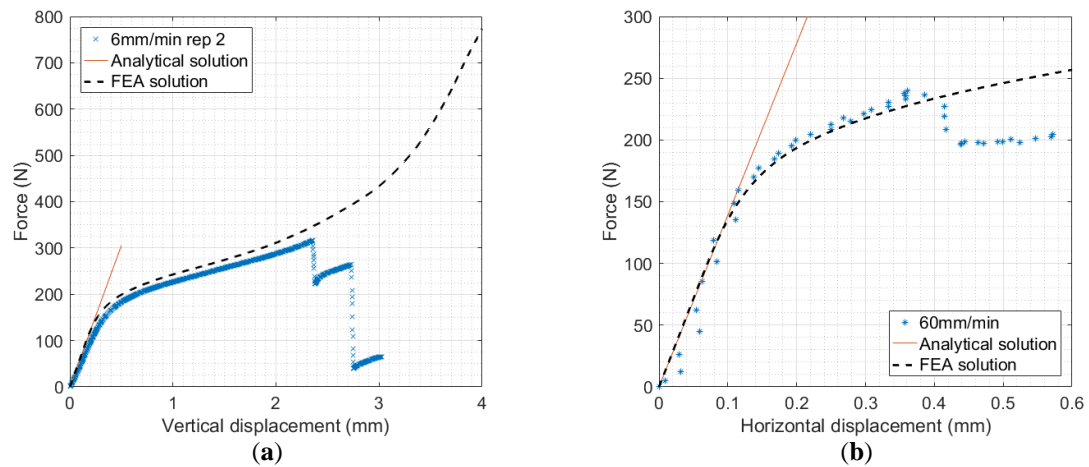 800
700
600
500
400
300
200
100
0
Force (N)
6mm/min rep 2
Analytical solution
FEA solution
0 1 2 3 4
Vertical displacement (mm)
(a)
300
250
200
150
100
50
0
Force (N)
60mm/min
Analytical solution
FEA solution
0 0.1 0.2 0.3 0.4 0.5 0.6
Horizontal displacement (mm)
(b)